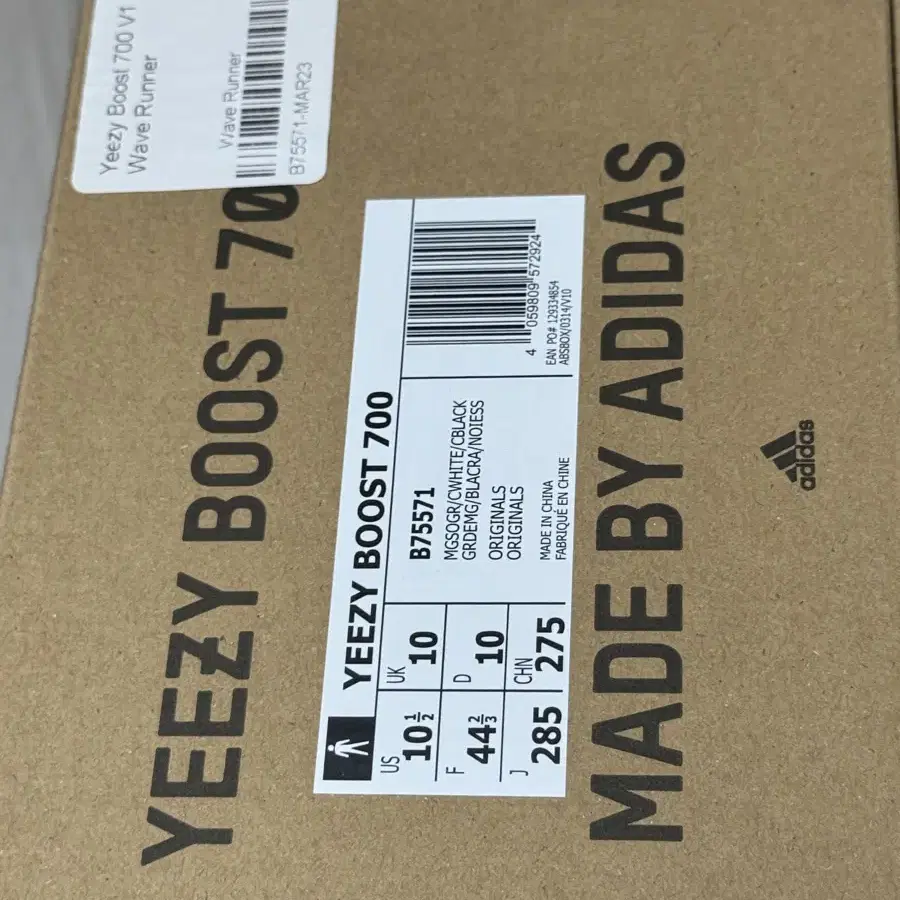 Yeezy Boost 700 V1
Wave Runner
Wave Runner
B75571-MAR23
YEEZY BOOST 70
YEEZY BOOST 700
US
10½
UK
10
F
44⅔
D
10
J
285
CHN
275
B75571
MGSOGR/CWHITE/CBLACK
GRDEMG/BLACRA/NOIESS
ORIGINALS
ORIGINALS
MADE IN CHINA
FABRIQUÉ EN CHINE
4 059809 572924
EAN PO# 129334854
ABSBOX/0314/V10
MADE BY ADIDAS
adidas